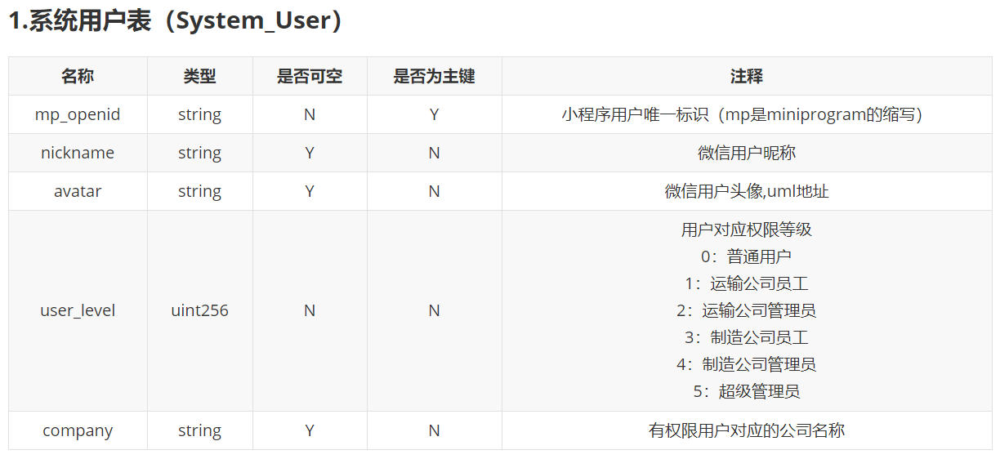 1.系统用户表（System_User）
名称 类型 是否可空 是否为主键 注释
mp_openid string N Y 小程序用户唯一标识（mp是miniprogram的缩写）
nickname string Y N 微信用户昵称
avatar string Y N 微信用户头像,uml地址
user_level uint256 N N 用户对应权限等级
0：普通用户
1：运输公司员工
2：运输公司管理员
3：制造公司员工
4：制造公司管理员
5：超级管理员
company string Y N 有权限用户对应的公司名称